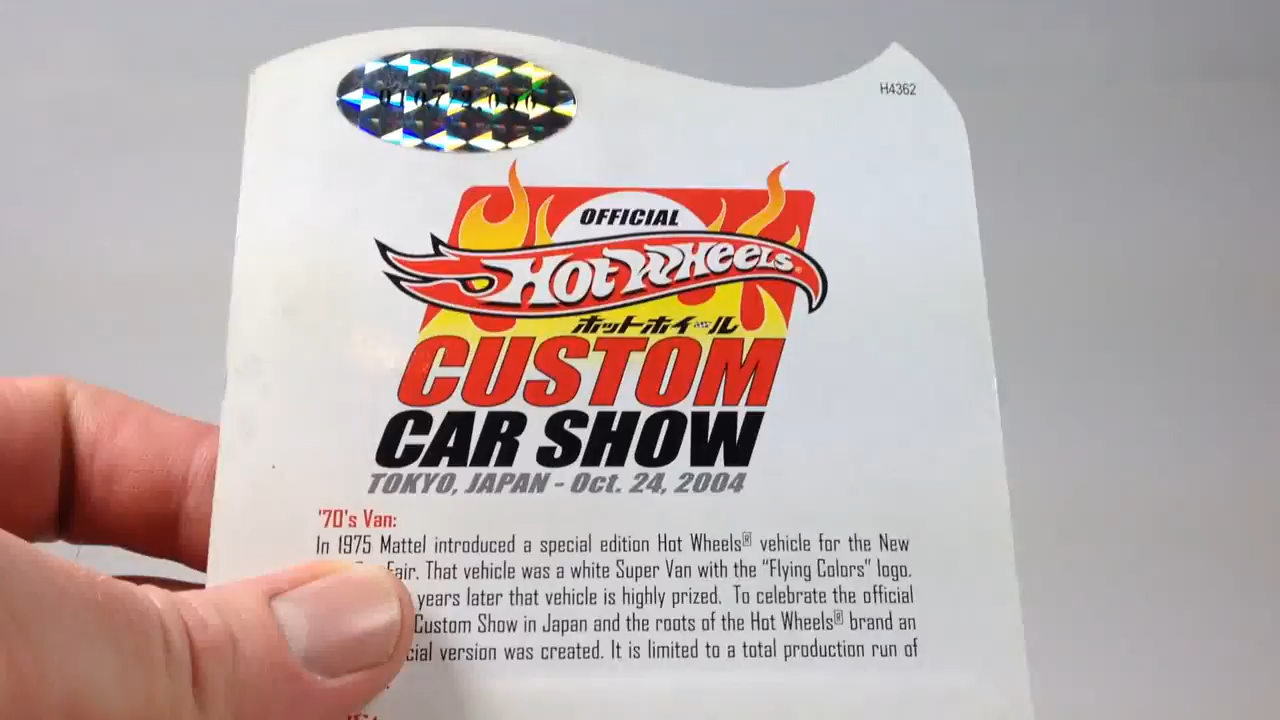 H4362
OFFICIAL
Hot Wheels®
ホットホイール
CUSTOM
CAR SHOW
TOKYO, JAPAN - Oct. 24, 2004
'70's Van:
In 1975 Mattel introduced a special edition Hot Wheels® vehicle for the New
Fair. That vehicle was a white Super Van with the "Flying Colors" logo.
years later that vehicle is highly prized. To celebrate the official
Custom Show in Japan and the roots of the Hot Wheels® brand an
cial version was created. It is limited to a total production run of